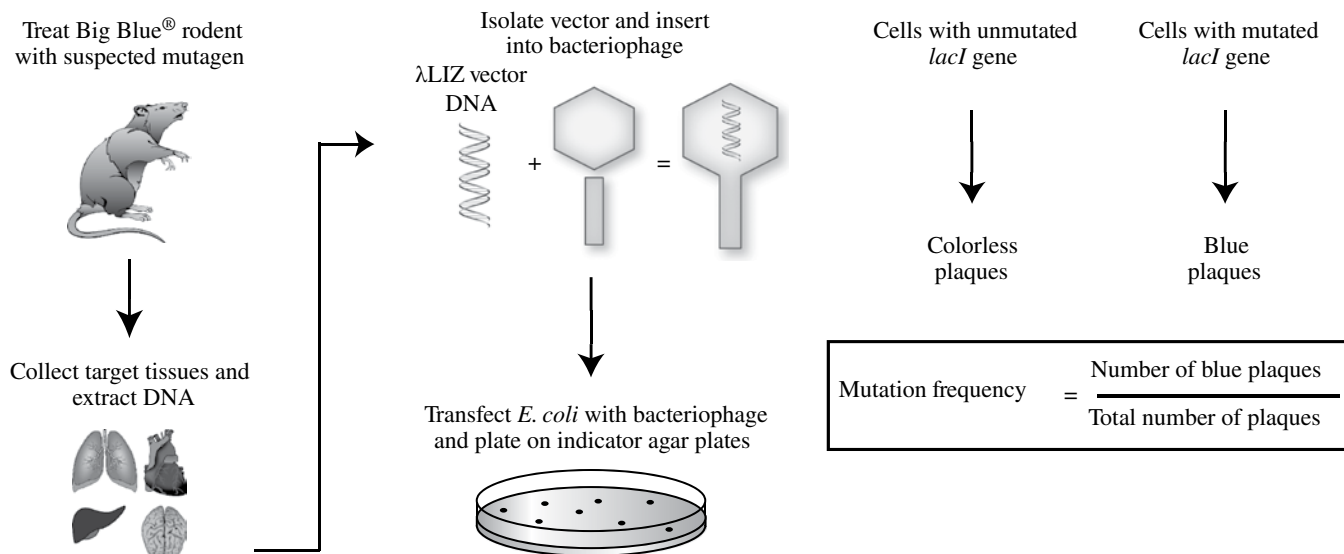 Treat Big Blue® rodent
with suspected mutagen
Collect target tissues and
extract DNA
Isolate vector and insert
into bacteriophage
λLIZ vector
DNA
+
=
Transfect E. coli with bacteriophage
and plate on indicator agar plates
Cells with unmutated
lacI gene
Colorless
plaques
Cells with mutated
lacI gene
Blue
plaques
Mutation frequency =
Number of blue plaques
Total number of plaques